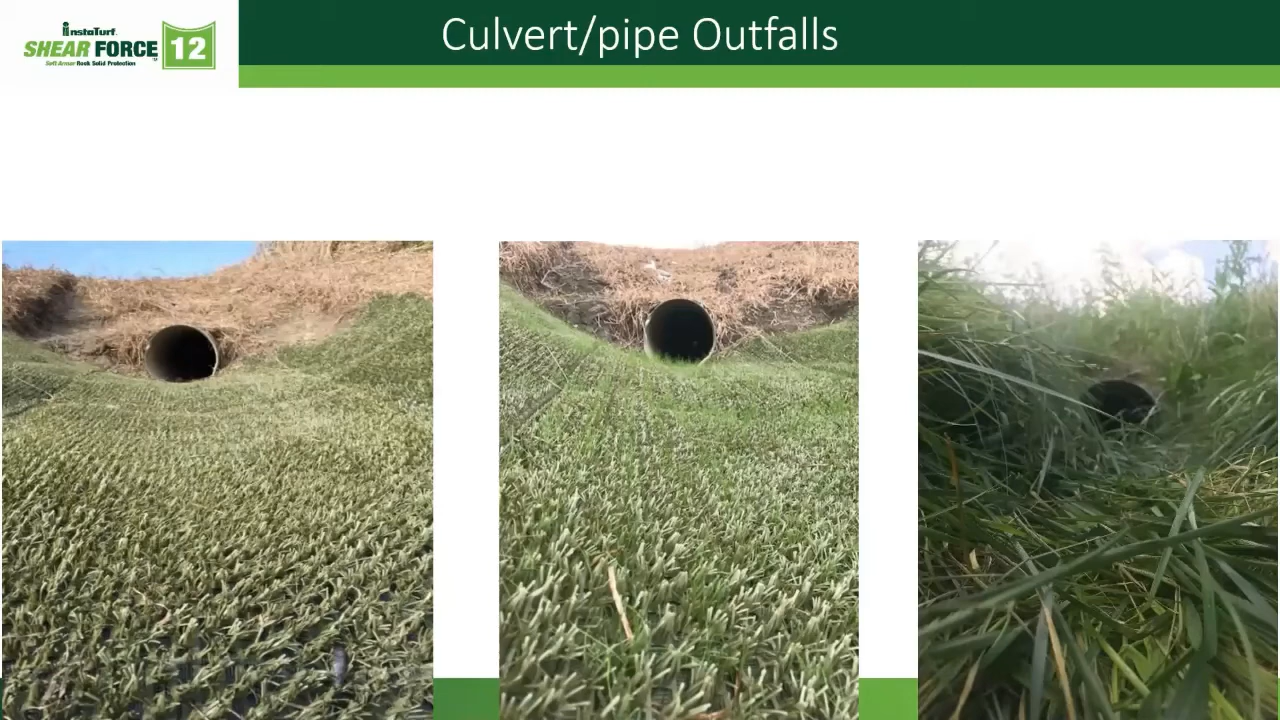 InstaTurf
SHEAR FORCE 12
Soft Armor Rock Solid Protection
Culvert/pipe Outfalls